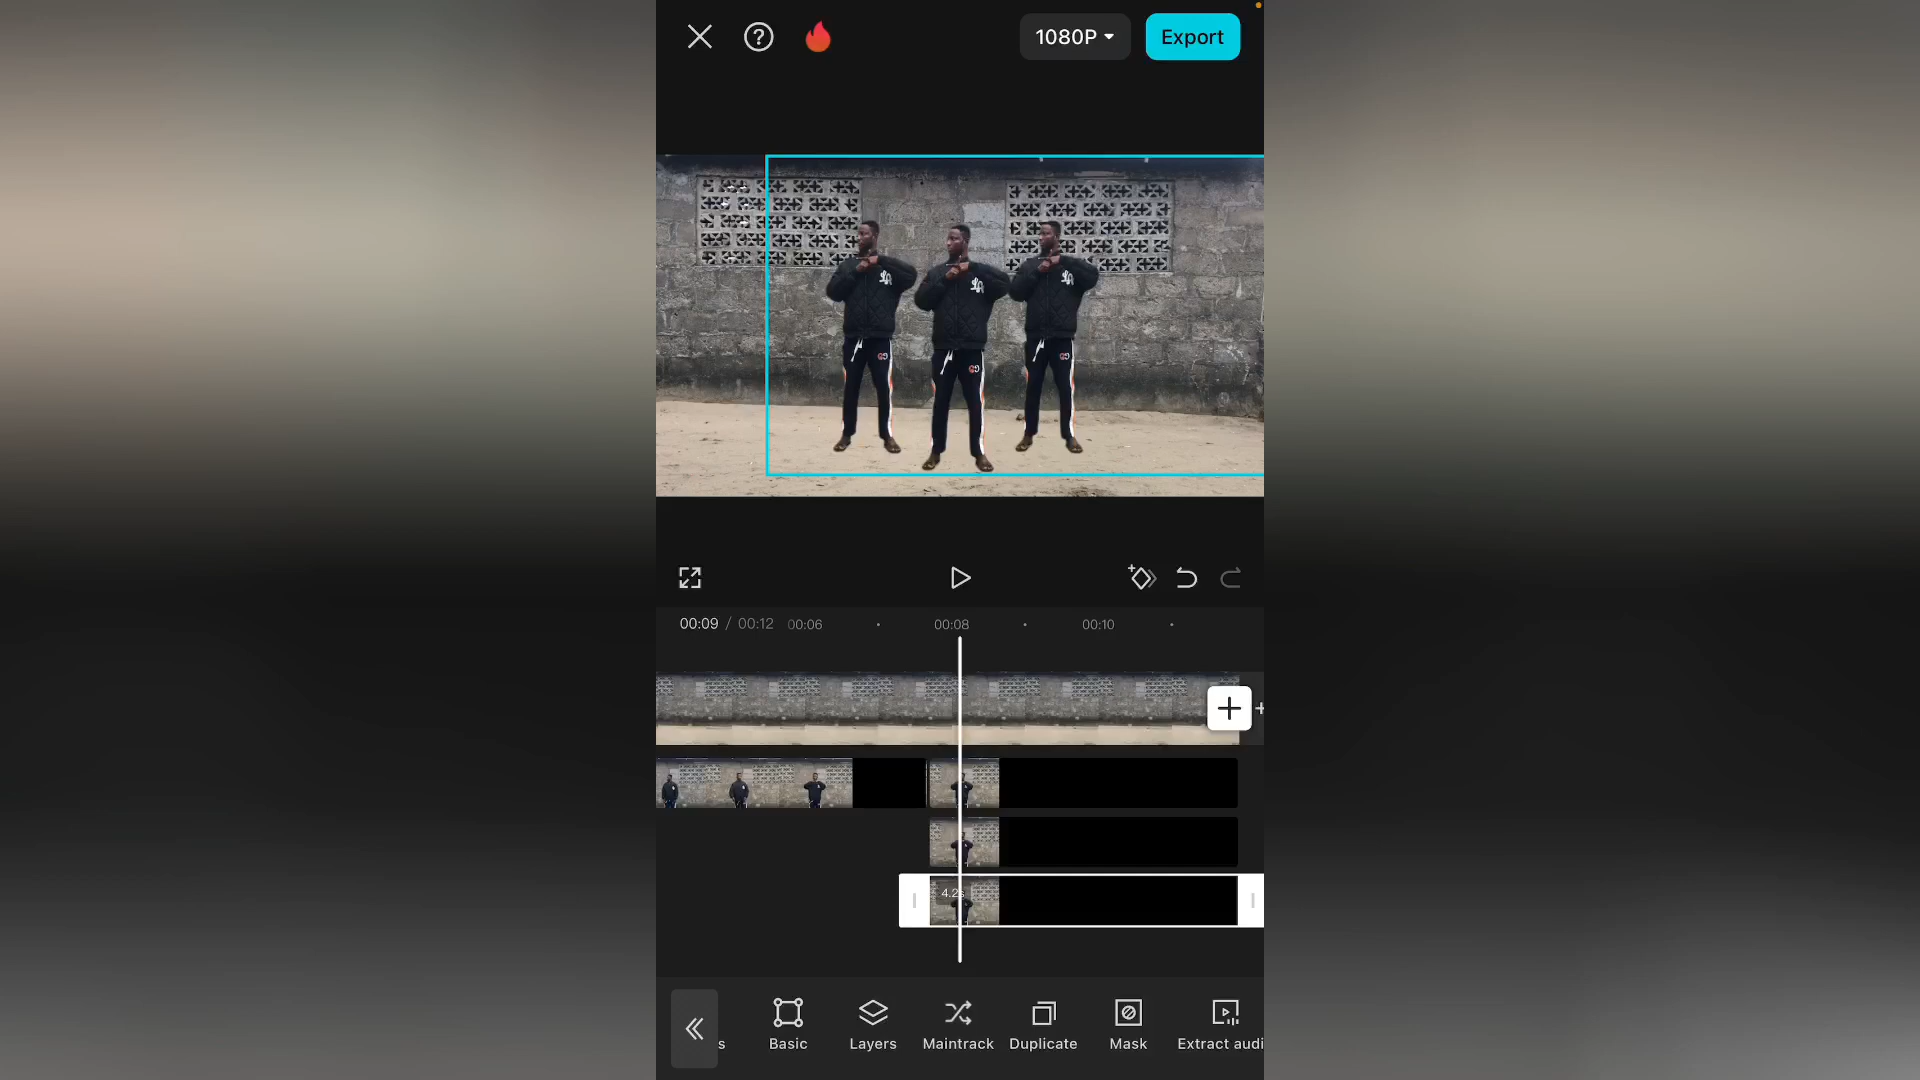 1080P
Export
00:09 / 00:12 00:06 00:08 00:10
s Basic Layers Maintrack Duplicate Mask Extract audi